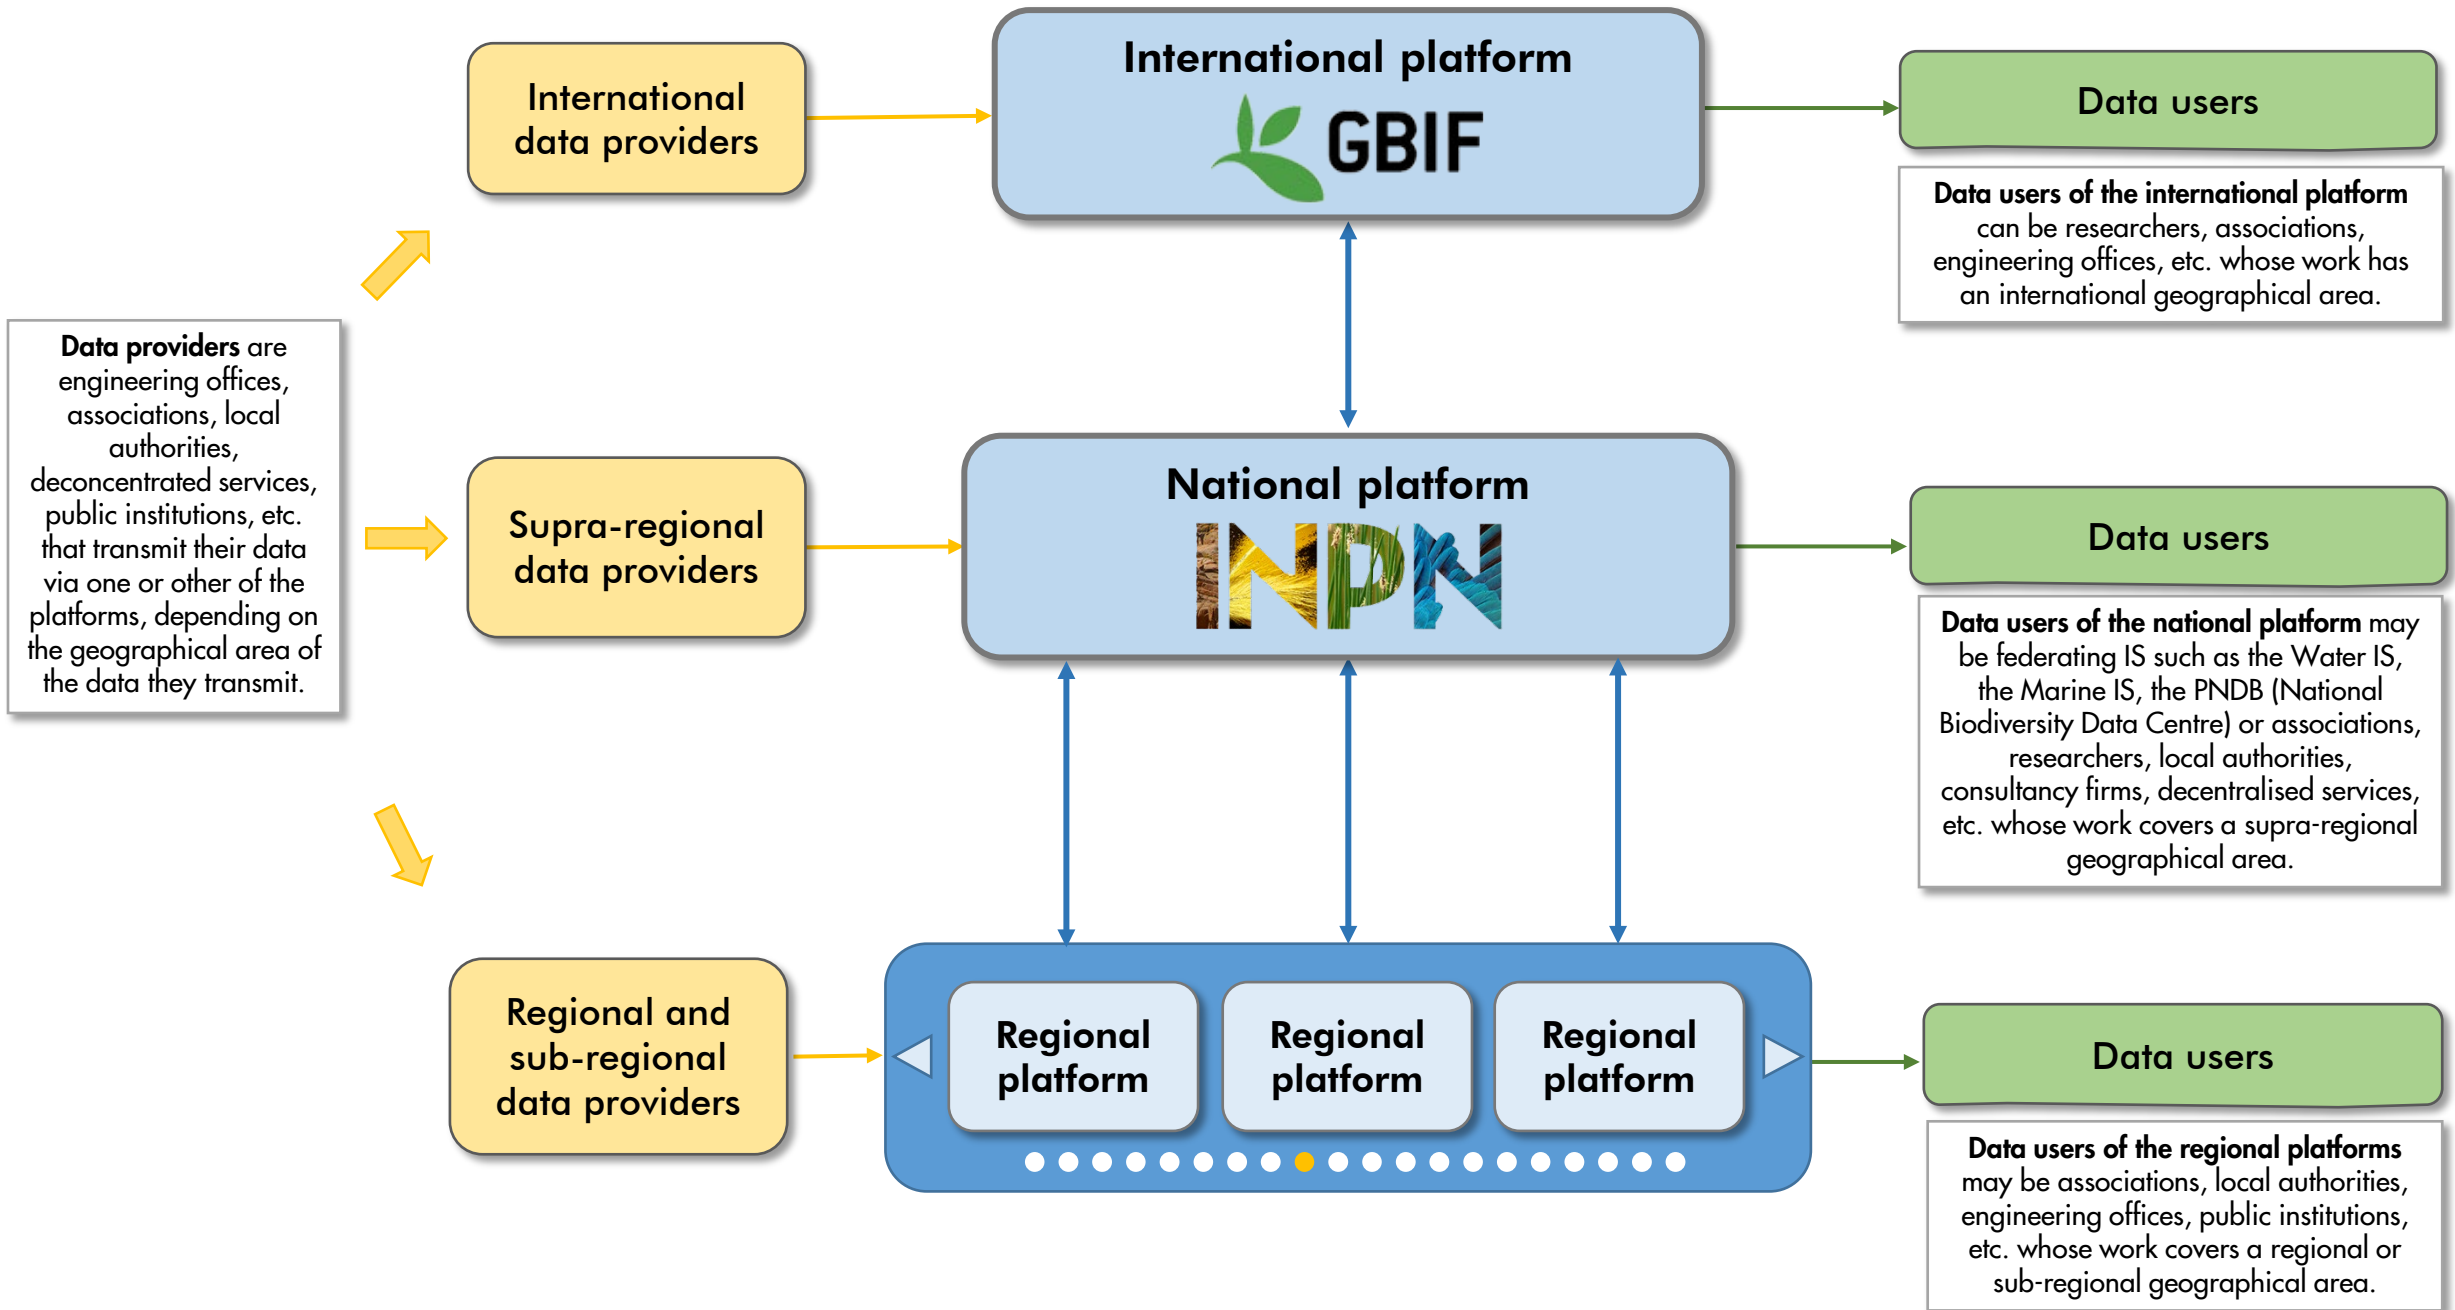 International platform
GBIF
International
data providers
Data users
Data users of the international platform
can be researchers, associations,
engineering offices, etc. whose work has
an international geographical area.
Data providers are
engineering offices,
associations, local
authorities,
deconcentrated services,
public institutions, etc.
that transmit their data
via one or other of the
platforms, depending on
the geographical area of
the data they transmit.
Supra-regional
data providers
National platform
INPN
Data users
Data users of the national platform may
be federating IS such as the Water IS,
the Marine IS, the PNDB (National
Biodiversity Data Centre) or associations,
researchers, local authorities,
consultancy firms, decentralised services,
etc. whose work covers a supra-regional
geographical area.
Regional and
sub-regional
data providers
Regional
platform
Regional
platform
Regional
platform
Data users
Data users of the regional platforms
may be associations, local authorities,
engineering offices, public institutions,
etc. whose work covers a regional or
sub-regional geographical area.